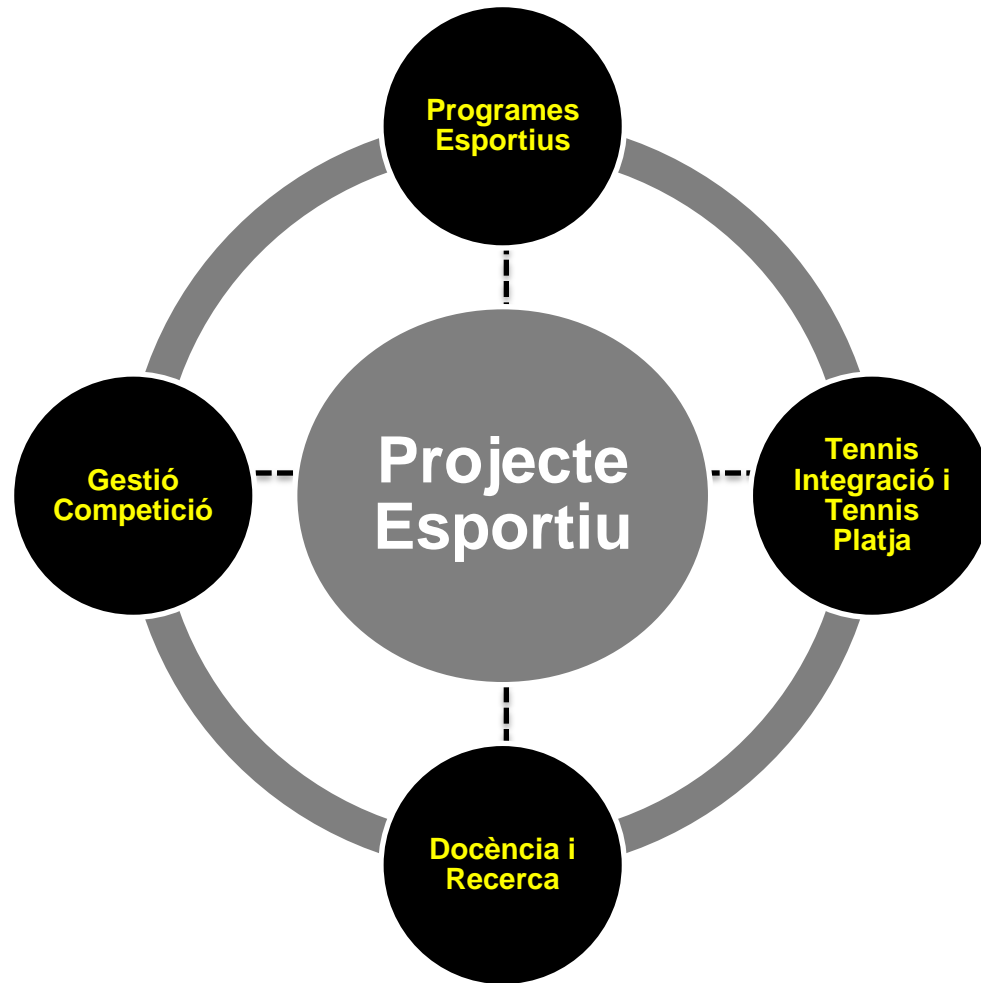 Programes
Esportius
Projecte
Esportiu
Gestió
Competició
Tennis
Integració i
Tennis
Platja
Docència i
Recerca